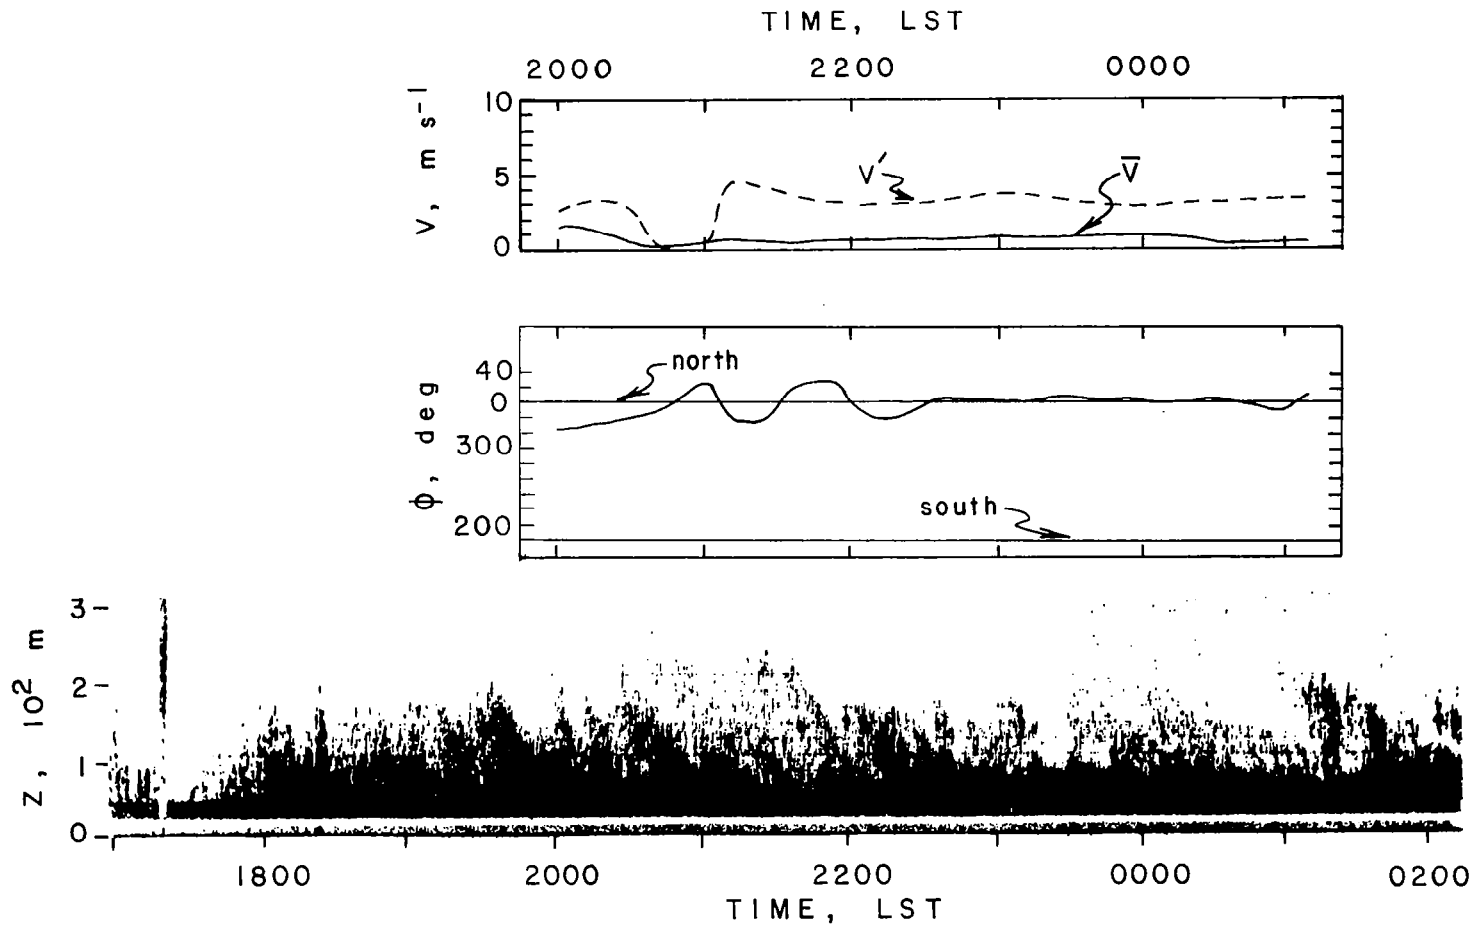 TIME, LST
2000 2200 0000
10
5
0
V, m s⁻¹
V′
V̅
40
0
300
200
ϕ, deg
north
south
3
2
1
0
Z, 10² m
1800 2000 2200 0000 0200
TIME, LST